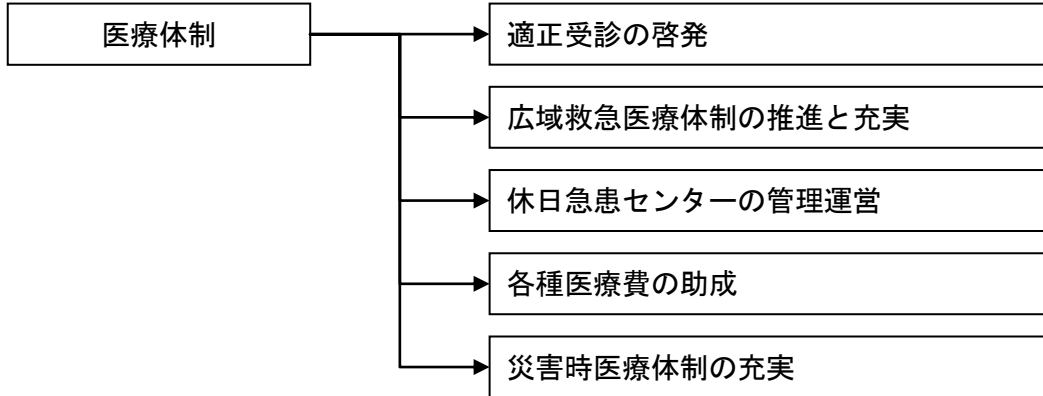 医療体制
適正受診の啓発
広域救急医療体制の推進と充実
休日急患センターの管理運営
各種医療費の助成
災害時医療体制の充実